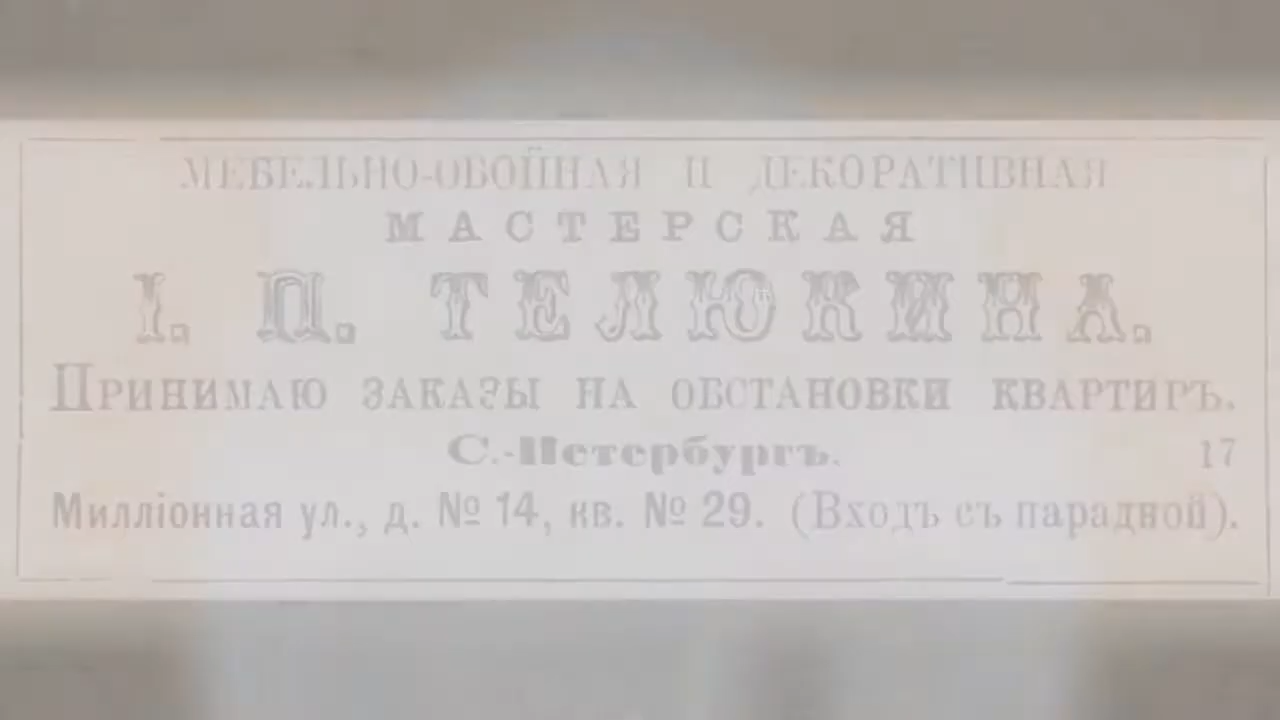 МЕБЕЛЬНО-ОБОЙНАЯ И ДЕКОРАТИВНАЯ
МАСТЕРСКАЯ
І. П. ТЕЛЮКИНА.
ПРИНИМАЮ ЗАКАЗЫ НА ОБСТАНОВКИ КВАРТИРЪ.
С.-Петербургъ. 17
Милліонная ул., д. № 14, кв. № 29. (Входъ съ парадной).